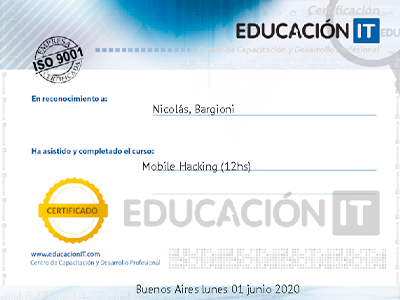 Certificación
EDUCACIÓN IT
Centro de Capacitación y Desarrollo Profesional
EMPRESA
ISO 9001
CERTIFICADA
En reconocimiento a:
Nicolás, Bargioni
Ha asistido y completado el curso:
Mobile Hacking (12hs)
CERTIFICADO
EDUCACIÓN IT
www.educacionIT.com
Centro de Capacitación y Desarrollo Profesional
Buenos Aires lunes 01 junio 2020